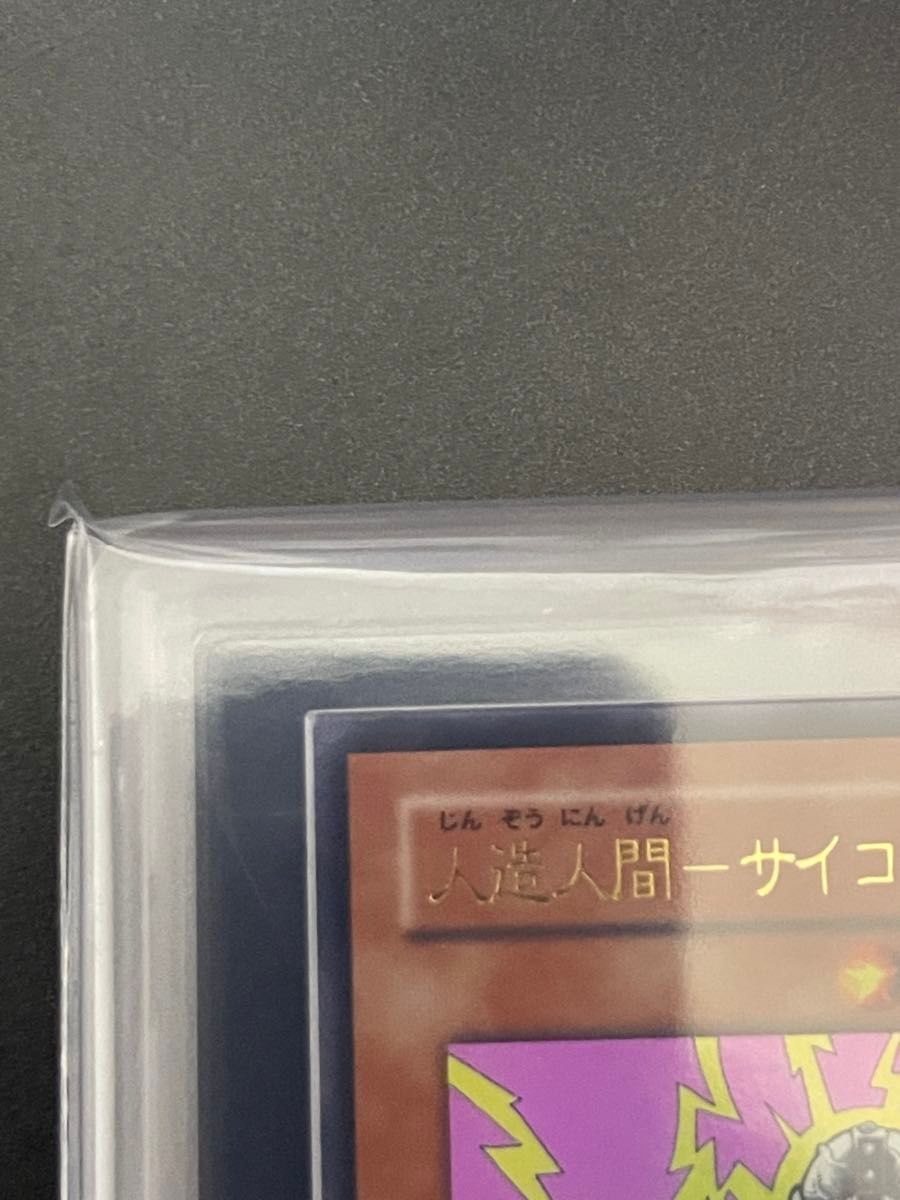 じん ぞう にん げん
人造人間－サイコ